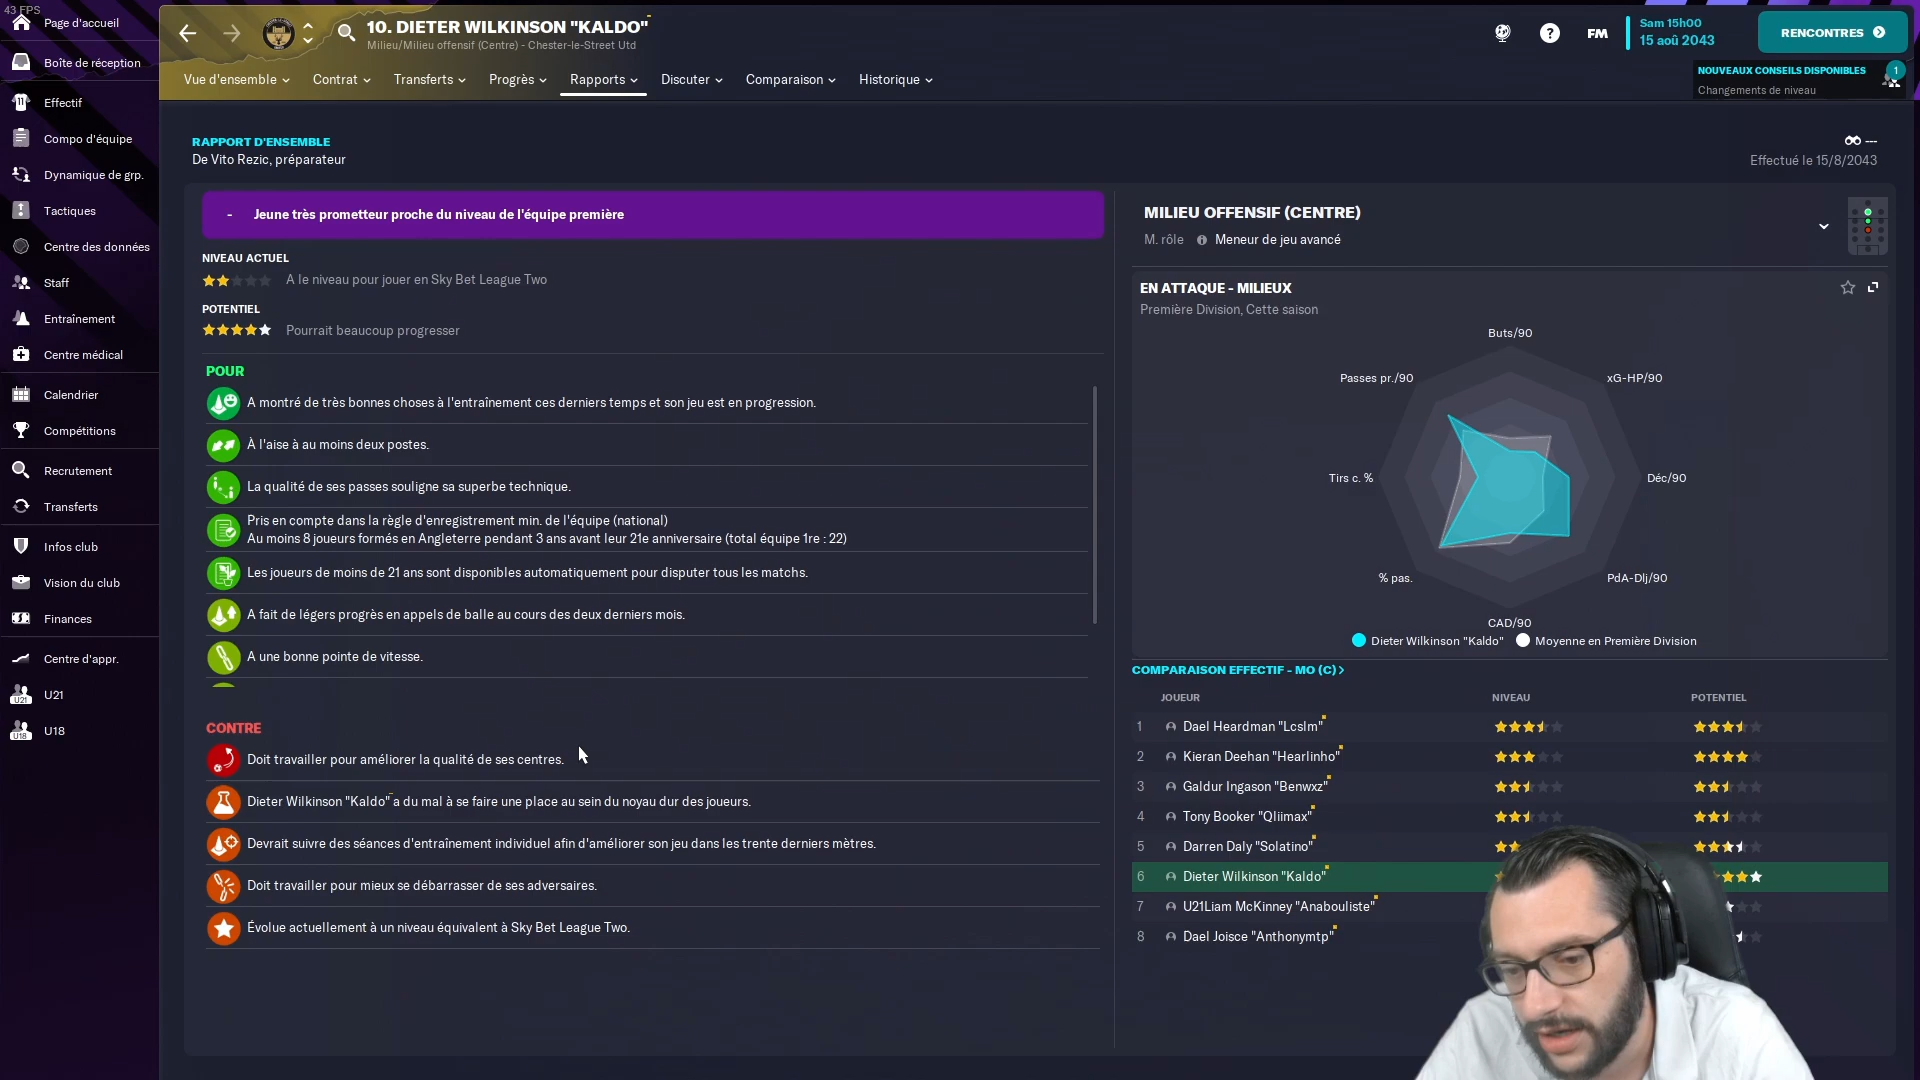 43 FPS
Page d'accueil
Boîte de réception
Effectif
Compo d'équipe
Dynamique de grp.
Tactiques
Centre des données
Staff
Entraînement
Centre médical
Calendrier
Compétitions
Recrutement
Transferts
Infos club
Vision du club
Finances
Centre d'appr.
U21
U21
U18
U18
10. DIETER WILKINSON "KALDO"
Milieu/Milieu offensif (Centre) - Chester-le-Street Utd
FM
Sam 15h00
15 aoû 2043
RENCONTRES
Vue d'ensemble
Contrat
Transferts
Progrès
Rapports
Discuter
Comparaison
Historique
NOUVEAUX CONSEILS DISPONIBLES
1
Changements de niveau
RAPPORT D'ENSEMBLE
De Vito Rezic, préparateur
---
Effectué le 15/8/2043
- Jeune très prometteur proche du niveau de l'équipe première
NIVEAU ACTUEL
A le niveau pour jouer en Sky Bet League Two
POTENTIEL
Pourrait beaucoup progresser
POUR
A montré de très bonnes choses à l'entraînement ces derniers temps et son jeu est en progression.
À l'aise à au moins deux postes.
La qualité de ses passes souligne sa superbe technique.
Pris en compte dans la règle d'enregistrement min. de l'équipe (national)
Au moins 8 joueurs formés en Angleterre pendant 3 ans avant leur 21e anniversaire (total équipe 1re : 22)
Les joueurs de moins de 21 ans sont disponibles automatiquement pour disputer tous les matchs.
A fait de légers progrès en appels de balle au cours des deux derniers mois.
A une bonne pointe de vitesse.
CONTRE
Doit travailler pour améliorer la qualité de ses centres.
Dieter Wilkinson "Kaldo" a du mal à se faire une place au sein du noyau dur des joueurs.
Devrait suivre des séances d'entraînement individuel afin d'améliorer son jeu dans les trente derniers mètres.
Doit travailler pour mieux se débarrasser de ses adversaires.
Évolue actuellement à un niveau équivalent à Sky Bet League Two.
MILIEU OFFENSIF (CENTRE)
M. rôle Meneur de jeu avancé
EN ATTAQUE - MILIEUX
Première Division, Cette saison
Buts/90
Passes pr./90
xG-HP/90
Tirs c. %
Déc/90
% pas.
PdA-Dlj/90
CAD/90
Dieter Wilkinson "Kaldo"
Moyenne en Première Division
COMPARAISON EFFECTIF - MO (C)
JOUEUR NIVEAU POTENTIEL
1 Dael Heardman "Lcslm"
2 Kieran Deehan "Hearlinho"
3 Galdur Ingason "Benwxz"
4 Tony Booker "Qliimax"
5 Darren Daly "Solatino"
6 Dieter Wilkinson "Kaldo"
7 U21Liam McKinney "Anabouliste"
8 Dael Joisce "Anthonymtp"